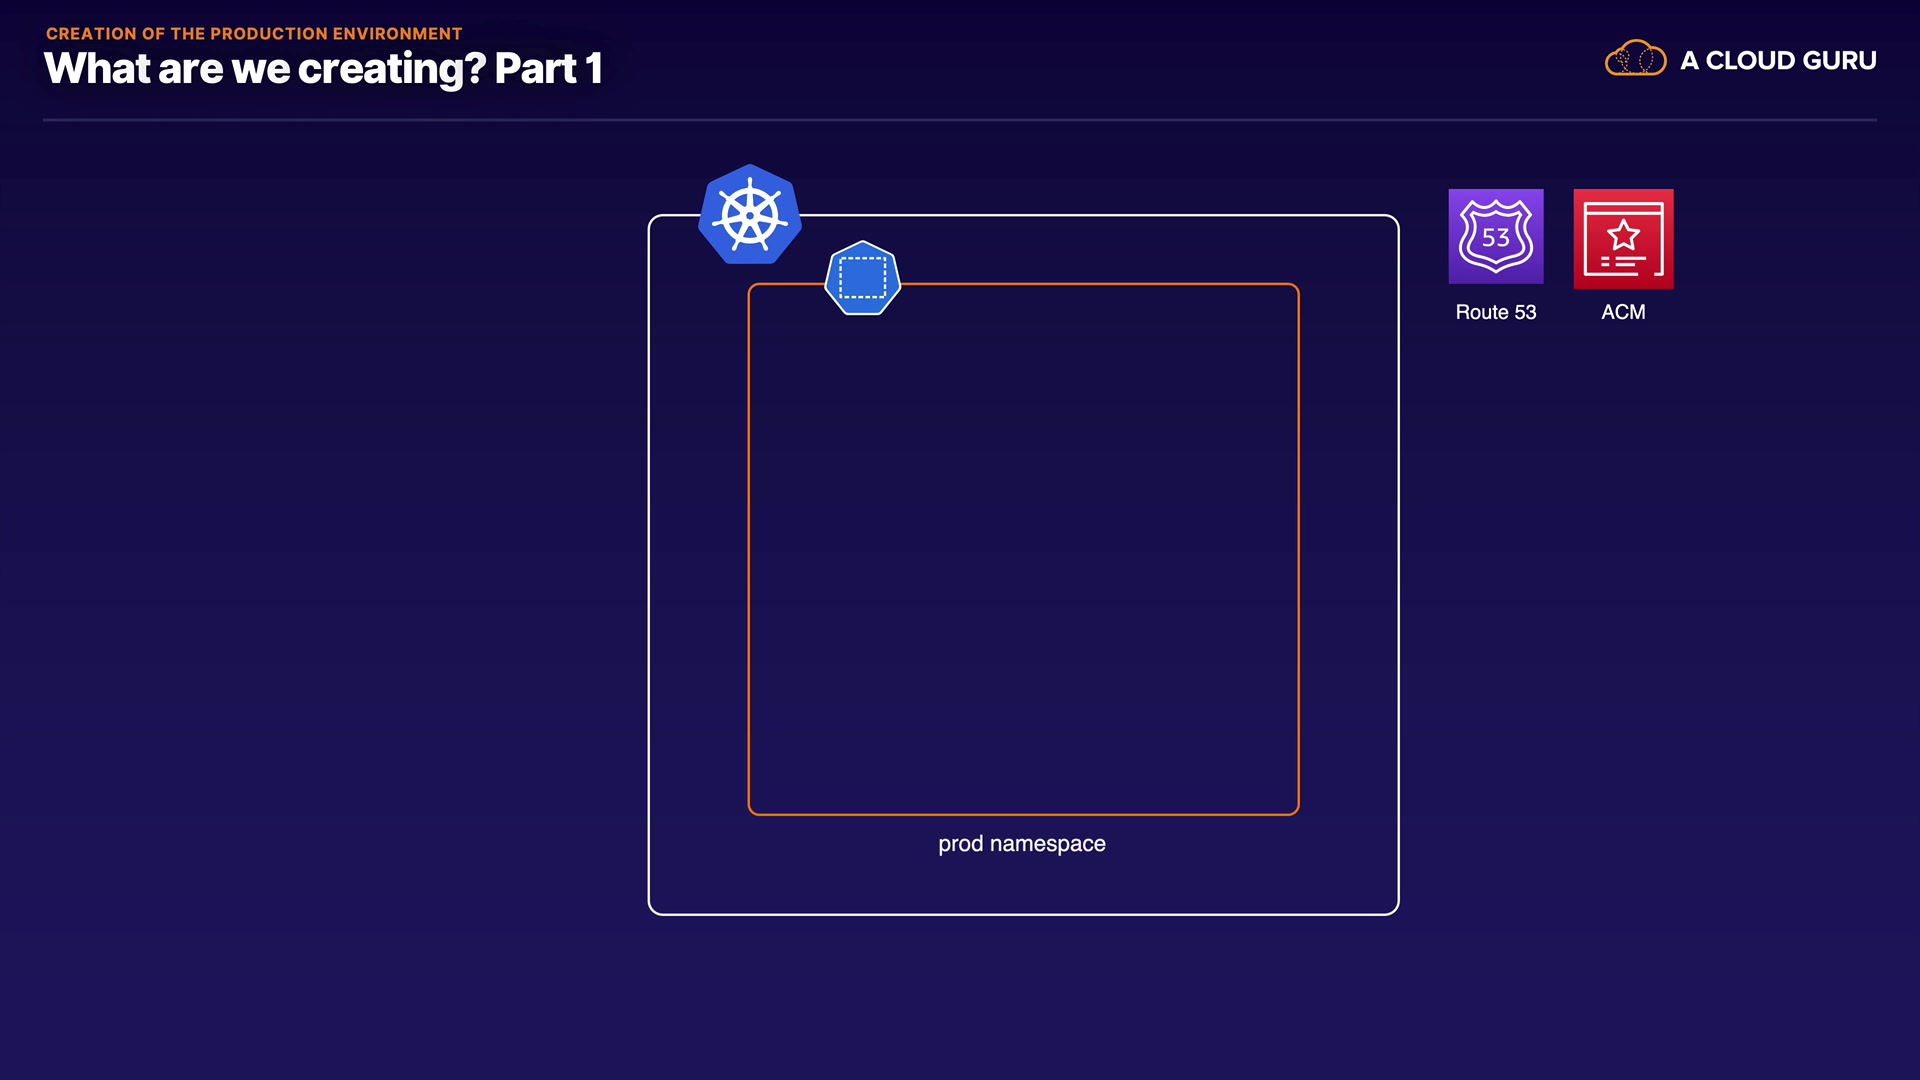 CREATION OF THE PRODUCTION ENVIRONMENT
What are we creating? Part 1
A CLOUD GURU
53
Route 53
ACM
prod namespace